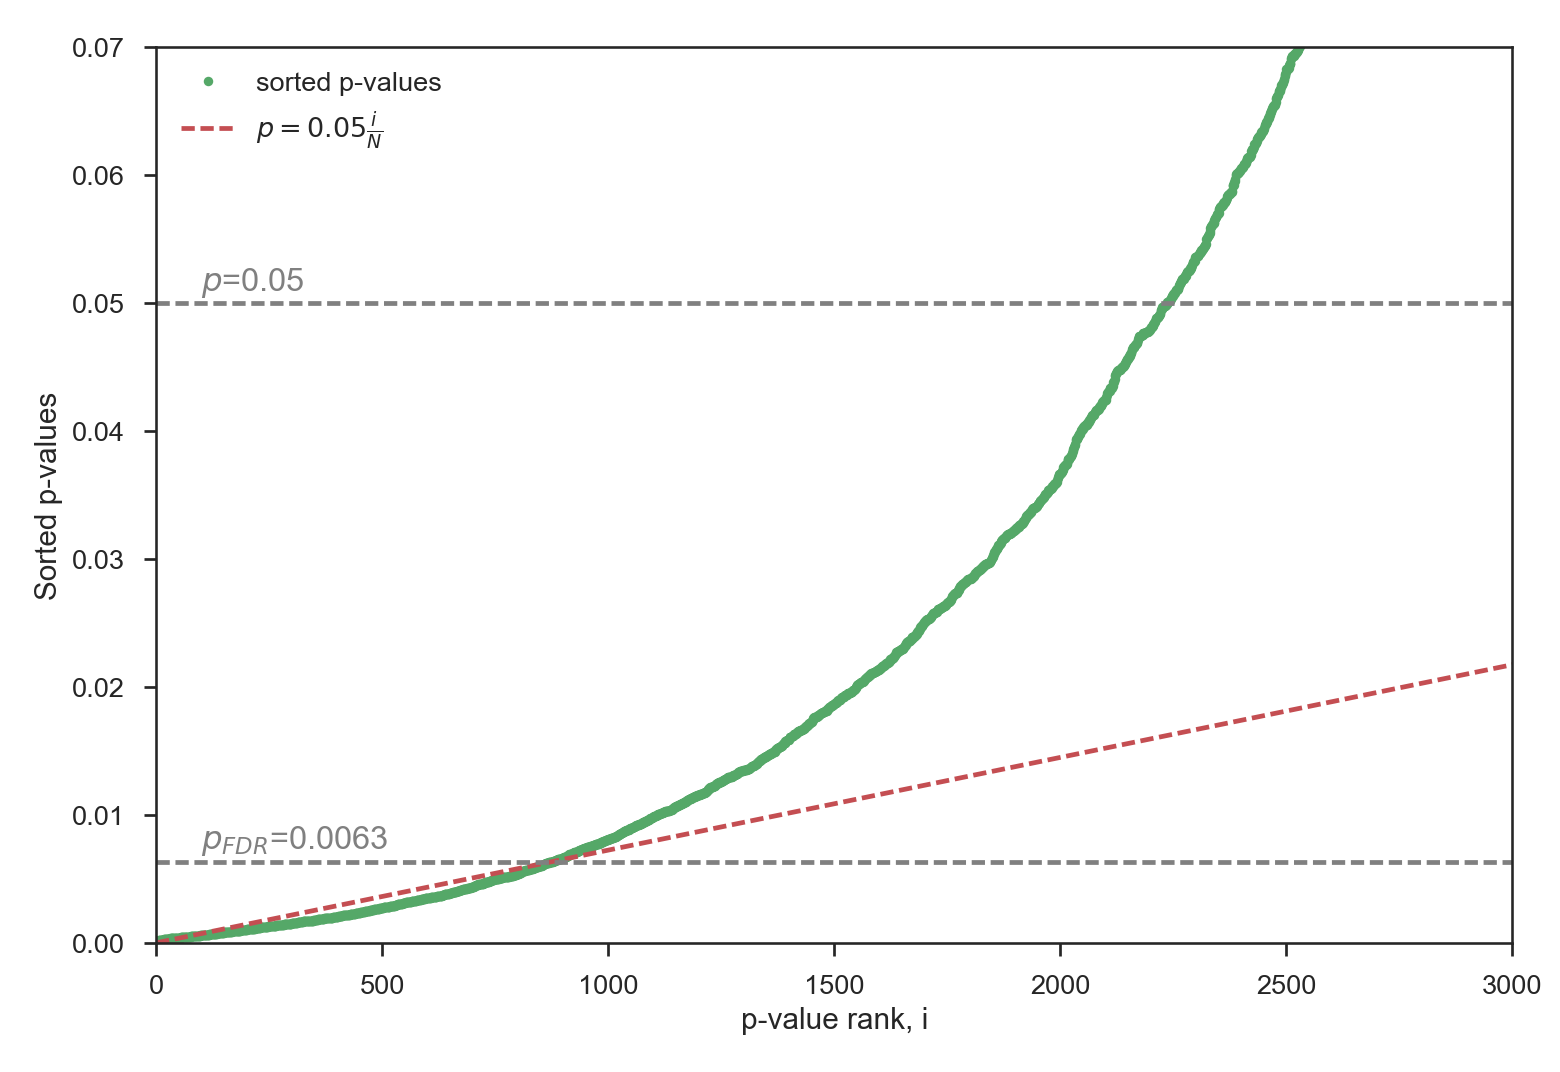 0.07
0.06
0.05
0.04
0.03
0.02
0.01
0.00
Sorted p-values
sorted p-values
p = 0.05 i/N
p=0.05
pFDR=0.0063
0 500 1000 1500 2000 2500 3000
p-value rank, i